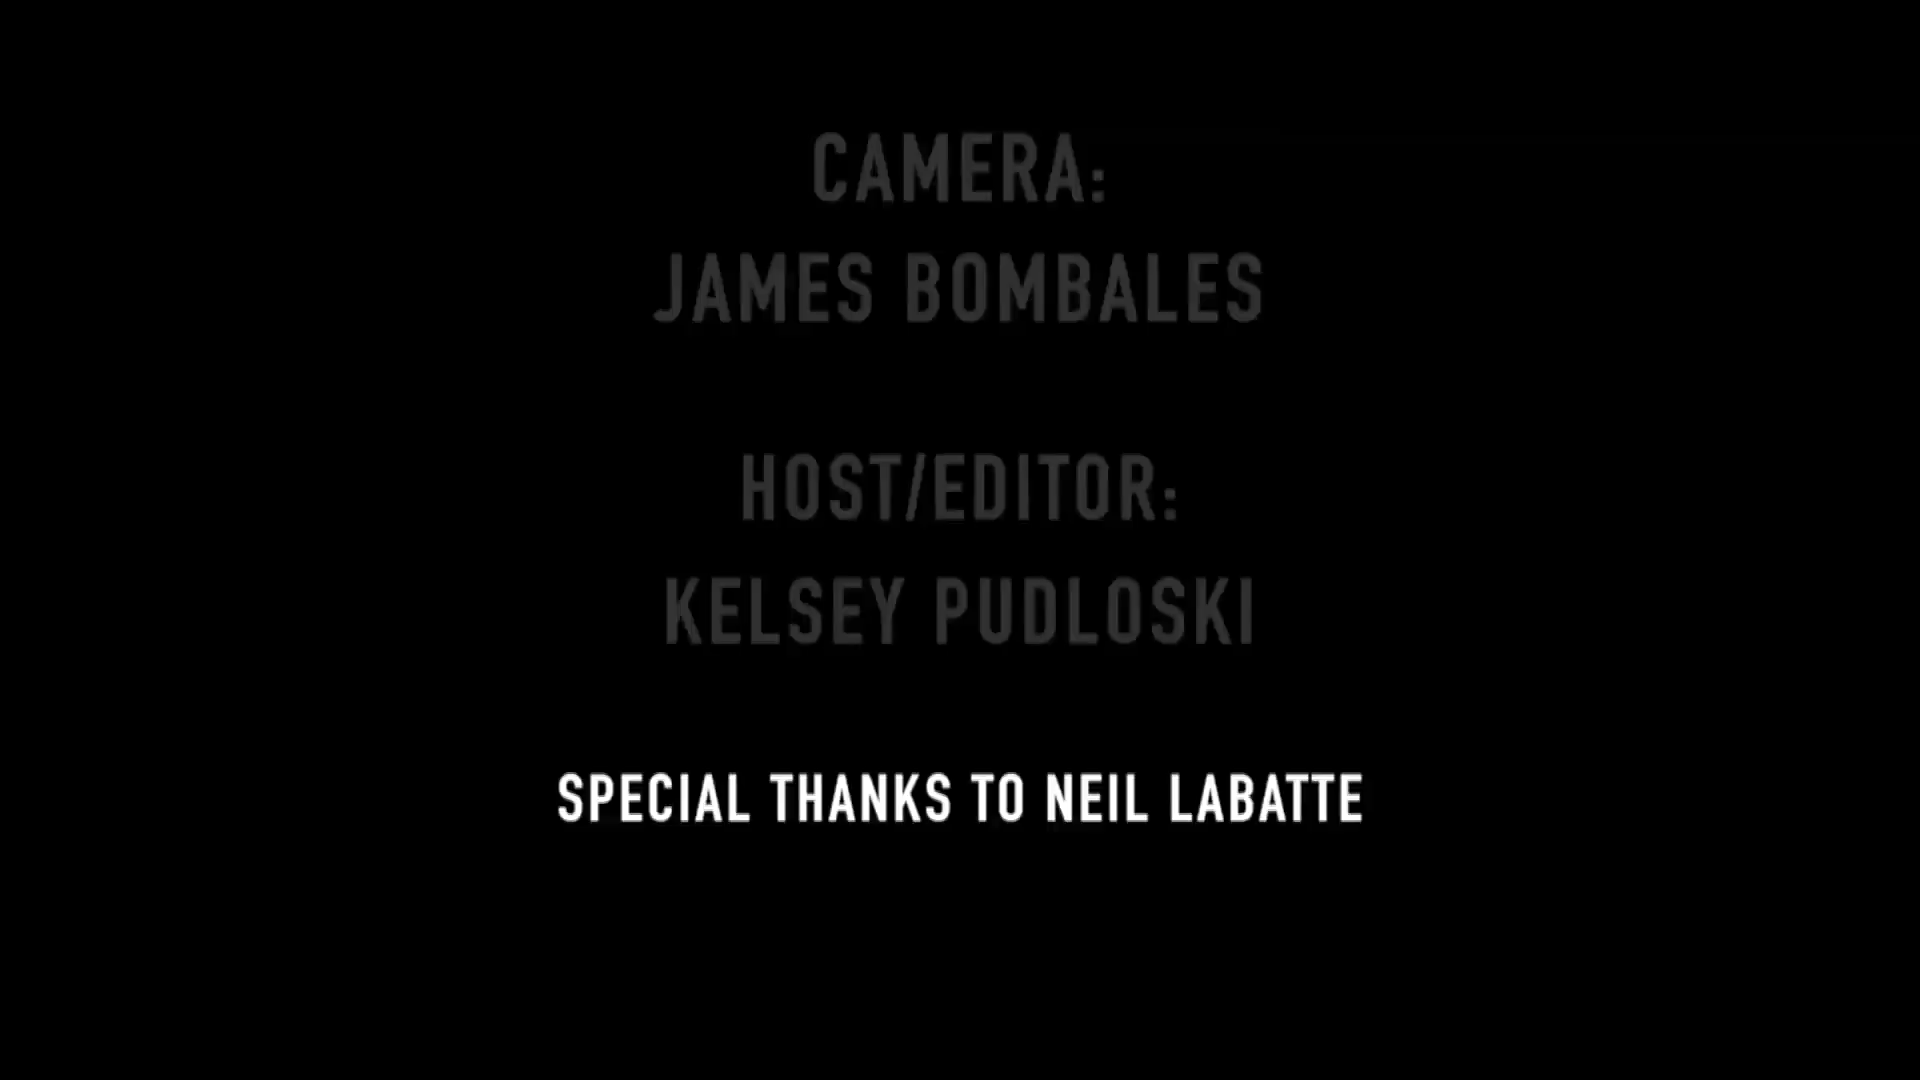 CAMERA:
JAMES BOMBALES
HOST/EDITOR:
KELSEY PUDLOSKI
SPECIAL THANKS TO NEIL LABATTE